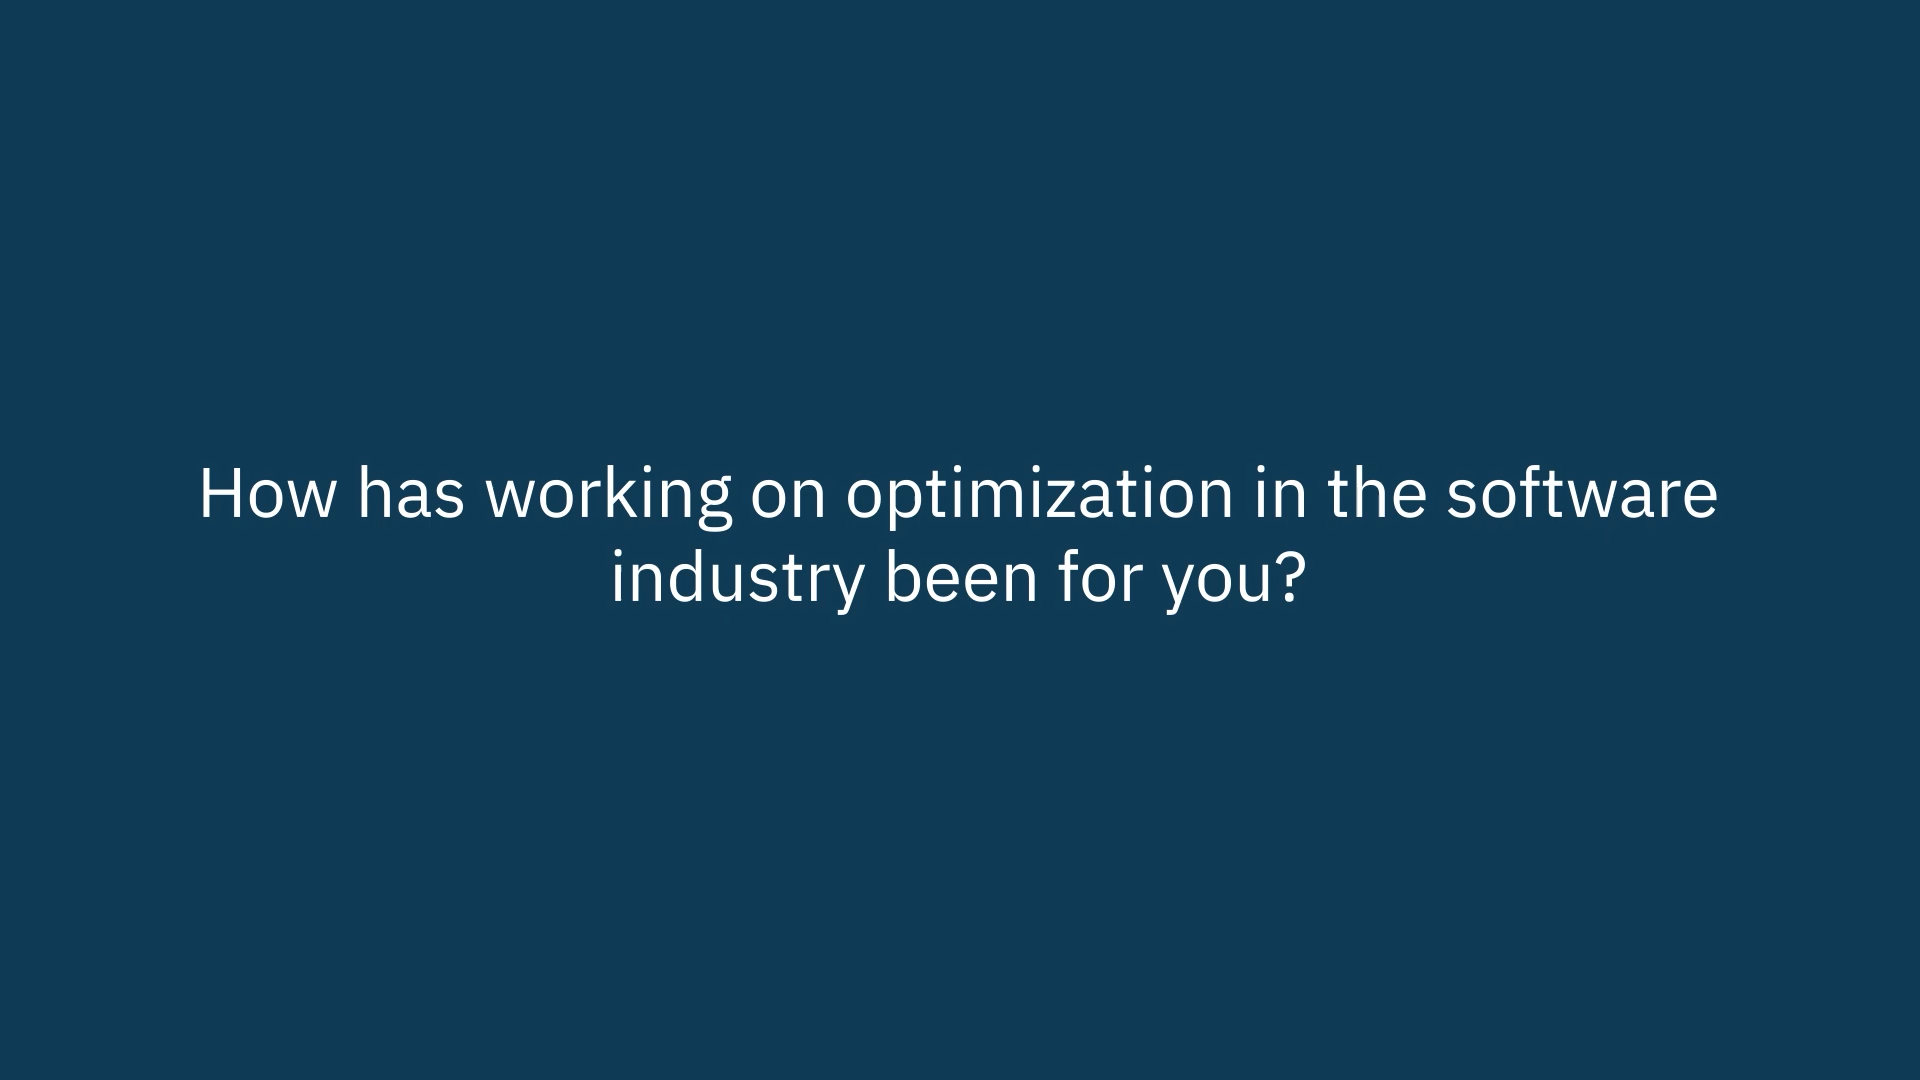 How has working on optimization in the software
industry been for you?